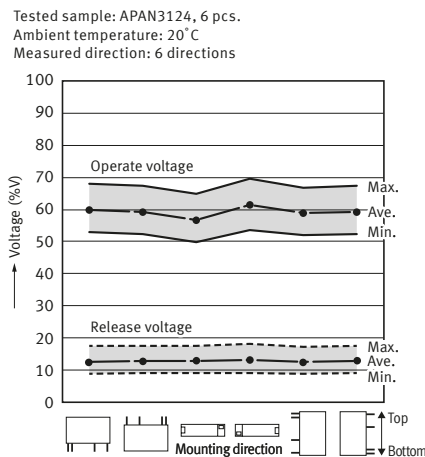 Tested sample: APAN3124, 6 pcs.
Ambient temperature: 20˚C
Measured direction: 6 directions
100
90
80
70
60
50
40
30
20
10
0
Voltage (%V)
Operate voltage
Max.
Ave.
Min.
Release voltage
Max.
Ave.
Min.
Mounting direction
Top
Bottom